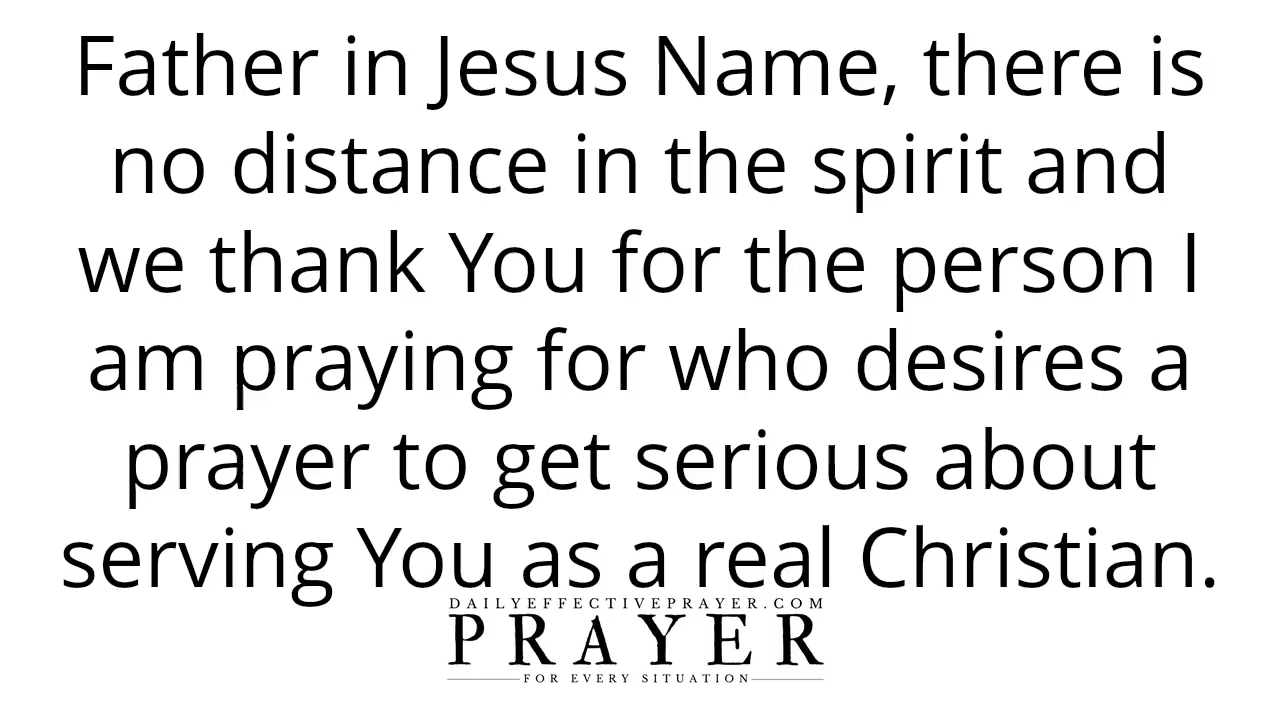 Father in Jesus Name, there is
no distance in the spirit and
we thank You for the person I
am praying for who desires a
prayer to get serious about
serving You as a real Christian.
DAILYEFFECTIVEPRAYER.COM
PRAYER
FOR EVERY SITUATION